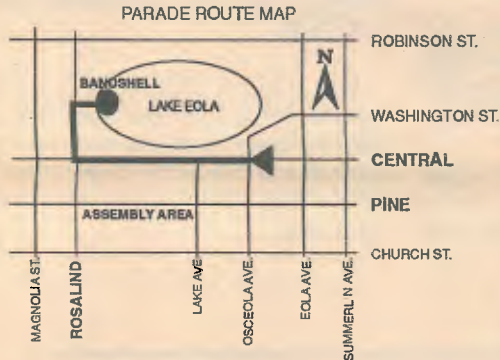 PARADE ROUTE MAP
ROBINSON ST.
N
BANDSHELL
LAKE EOLA
WASHINGTON ST.
CENTRAL
PINE
ASSEMBLY AREA
CHURCH ST.
MAGNOLIA ST.
ROSALIND
LAKE AVE.
OSCEOLA AVE.
EOLA AVE.
SUMMERLIN AVE.